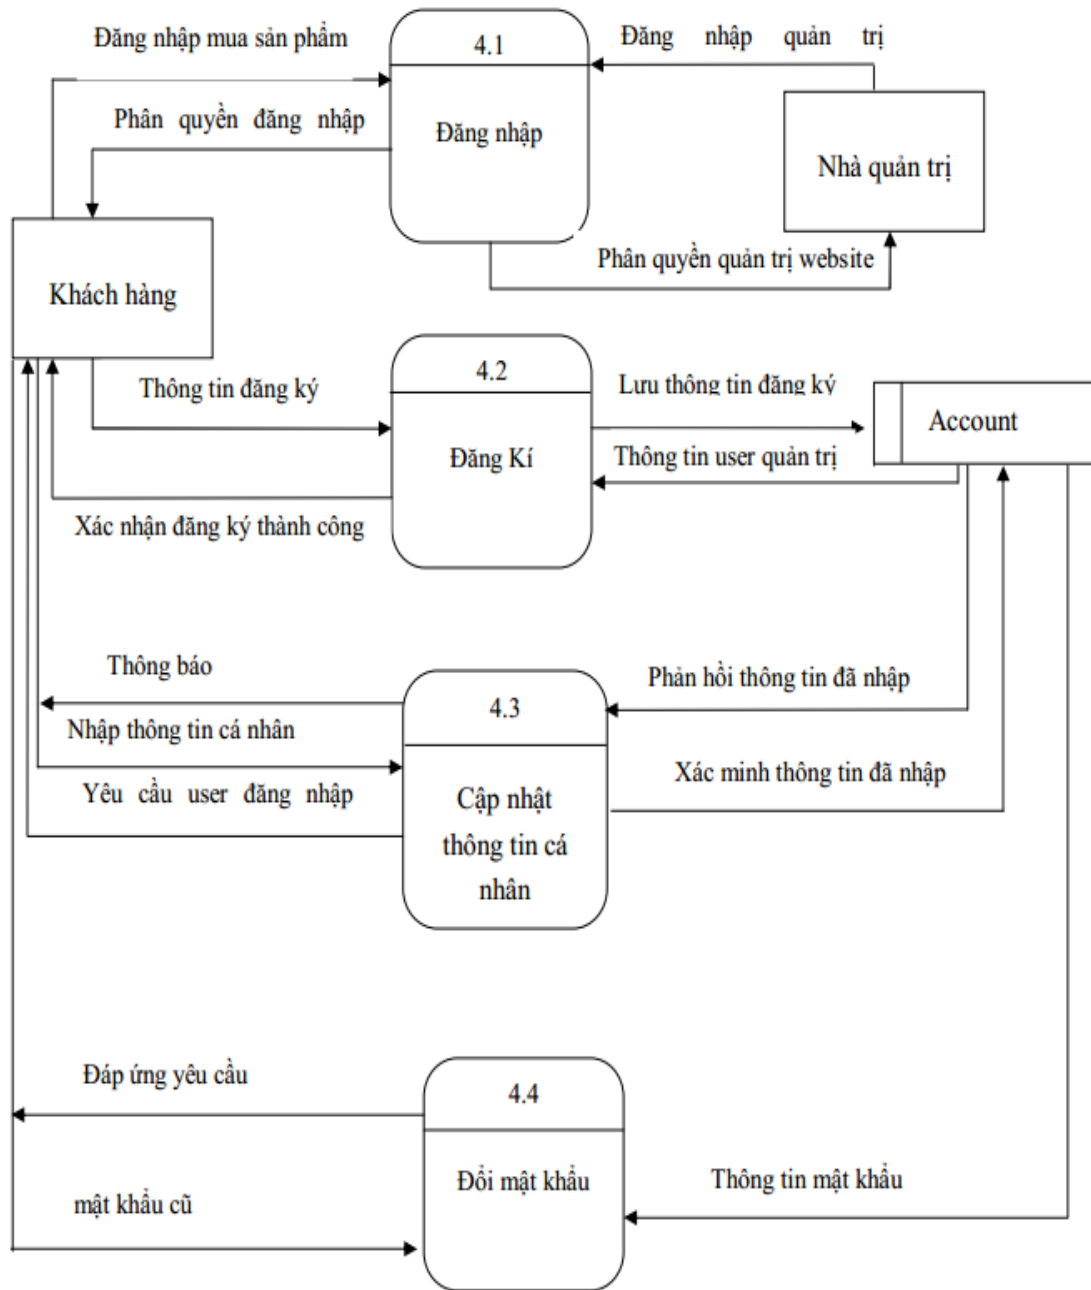 Đăng nhập mua sản phẩm
4.1
Đăng nhập quản trị
Phân quyền đăng nhập
Đăng nhập
Nhà quản trị
Phân quyền quản trị website
Khách hàng
4.2
Thông tin đăng ký
Lưu thông tin đăng ký
Account
Đăng Kí
Thông tin user quản trị
Xác nhận đăng ký thành công
Thông báo
Phản hồi thông tin đã nhập
4.3
Nhập thông tin cá nhân
Xác minh thông tin đã nhập
Yêu cầu user đăng nhập
Cập nhật
thông tin cá
nhân
Đáp ứng yêu cầu
4.4
Đổi mật khẩu
Thông tin mật khẩu
mật khẩu cũ